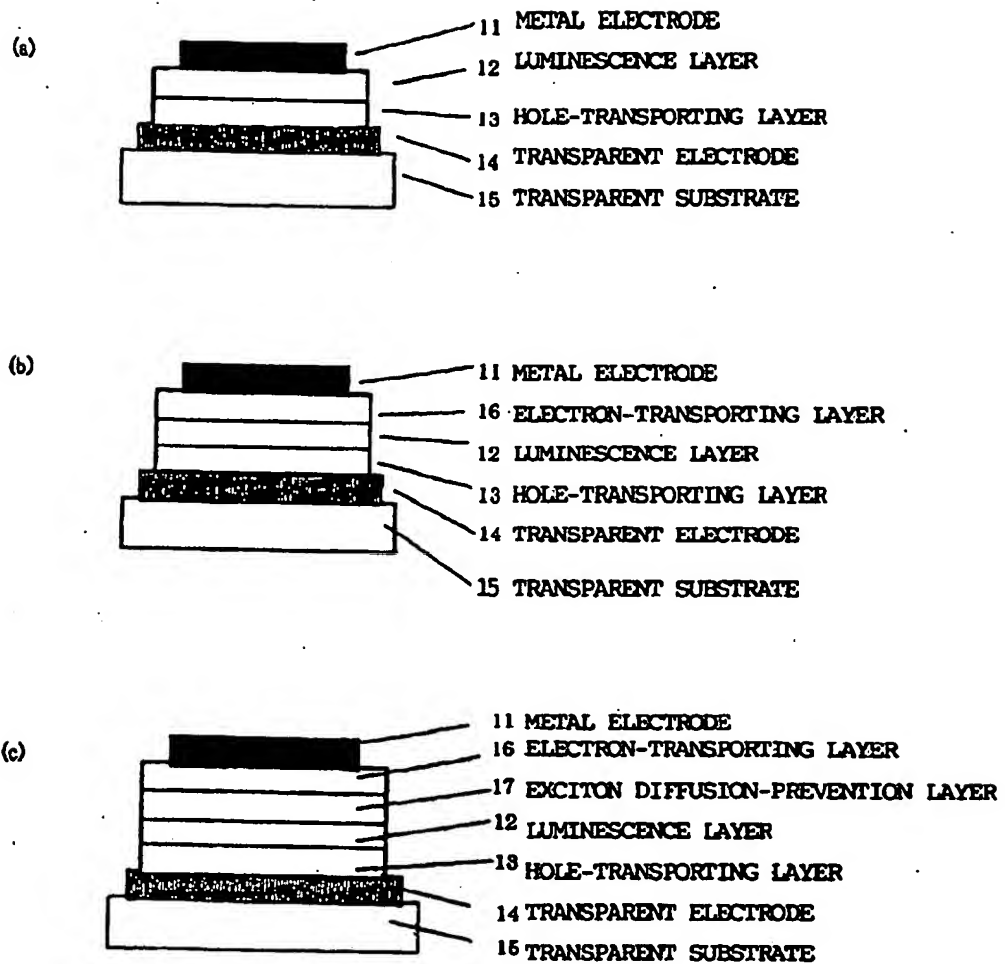 (a)
11 METAL ELECTRODE
12 LUMINESCENCE LAYER
13 HOLE-TRANSPORTING LAYER
14 TRANSPARENT ELECTRODE
15 TRANSPARENT SUBSTRATE
(b)
11 METAL ELECTRODE
16 ELECTRON-TRANSPORTING LAYER
12 LUMINESCENCE LAYER
13 HOLE-TRANSPORTING LAYER
14 TRANSPARENT ELECTRODE
15 TRANSPARENT SUBSTRATE
(c)
11 METAL ELECTRODE
16 ELECTRON-TRANSPORTING LAYER
17 EXCITON DIFFUSION-PREVENTION LAYER
12 LUMINESCENCE LAYER
13 HOLE-TRANSPORTING LAYER
14 TRANSPARENT ELECTRODE
15 TRANSPARENT SUBSTRATE